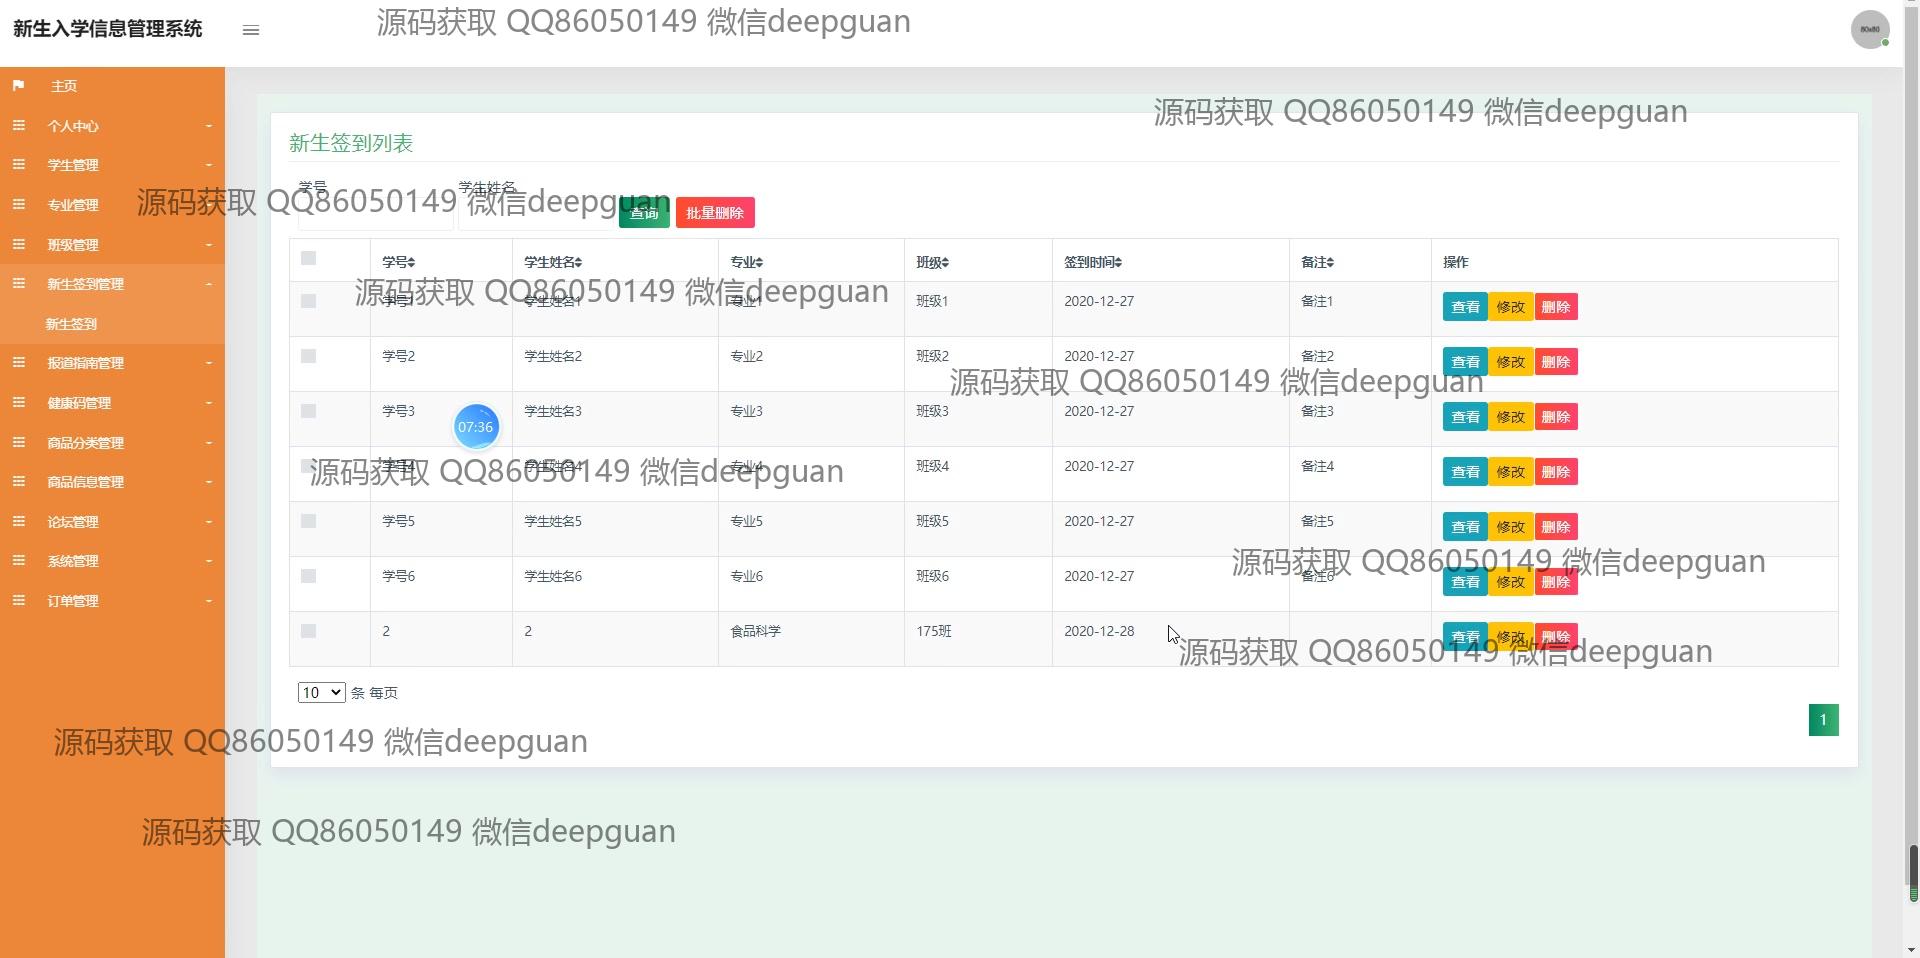 新生入学信息管理系统
源码获取 QQ86050149 微信deepguan
80x80
主页
个人中心
学生管理
专业管理
班级管理
新生签到管理
新生签到
报道指南管理
健康码管理
商品分类管理
商品信息管理
论坛管理
系统管理
订单管理
源码获取 QQ86050149 微信deepguan
新生签到列表
学号 学生姓名
源码获取 QQ86050149 微信deepguan
查询 批量删除
学号 学生姓名 专业 班级 签到时间 备注 操作
源码获取 QQ86050149 微信deepguan
学号1 学生姓名1 专业1 班级1 2020-12-27 备注1 查看 修改 删除
学号2 学生姓名2 专业2 班级2 2020-12-27 备注2 查看 修改 删除
源码获取 QQ86050149 微信deepguan
学号3 学生姓名3 专业3 班级3 2020-12-27 备注3 查看 修改 删除
07:36
学号4 学生姓名4 专业4 班级4 2020-12-27 备注4 查看 修改 删除
源码获取 QQ86050149 微信deepguan
学号5 学生姓名5 专业5 班级5 2020-12-27 备注5 查看 修改 删除
源码获取 QQ86050149 微信deepguan
学号6 学生姓名6 专业6 班级6 2020-12-27 备注6 查看 修改 删除
2 2 食品科学 175班 2020-12-28 查看 修改 删除
源码获取 QQ86050149 微信deepguan
10 条 每页
1
源码获取 QQ86050149 微信deepguan
源码获取 QQ86050149 微信deepguan